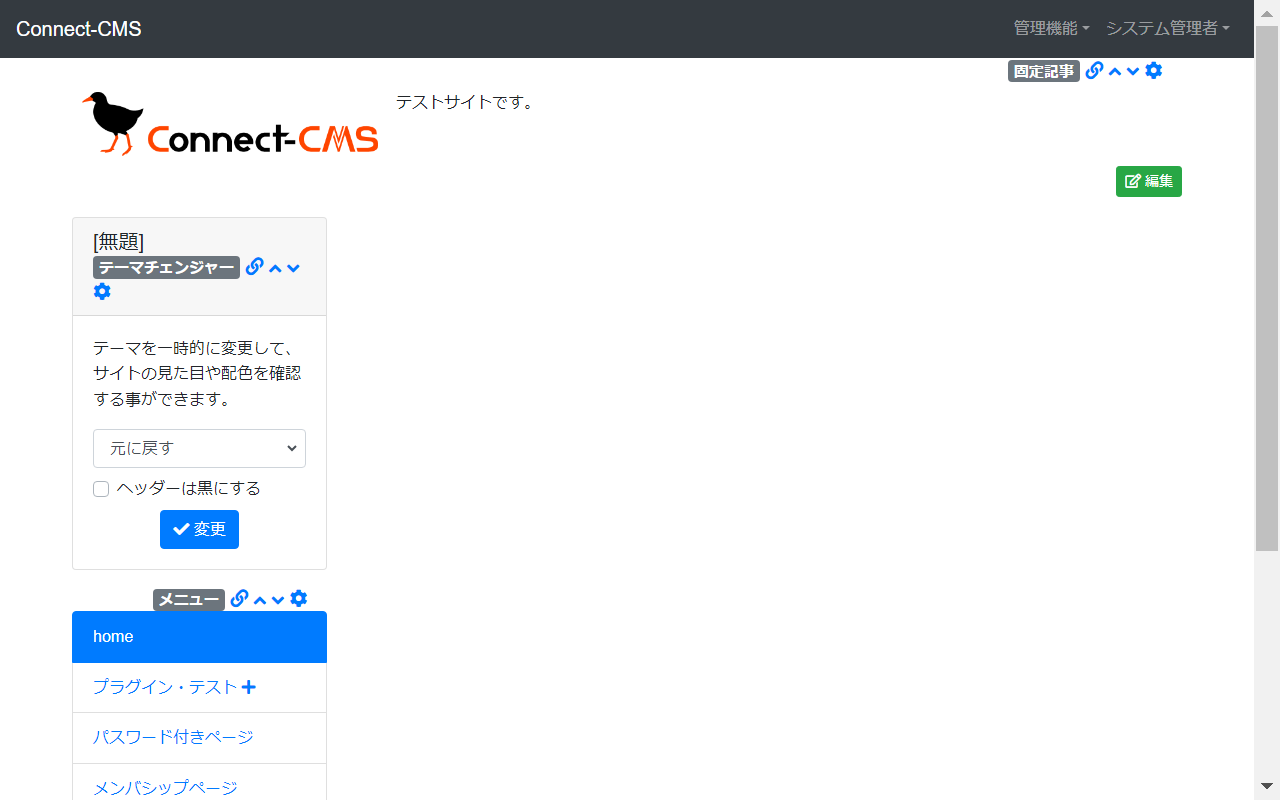 Connect-CMS
管理機能 システム管理者
固定記事
Connect-CMS
テストサイトです。
編集
[無題]
テーマチェンジャー
テーマを一時的に変更して、
サイトの見た目や配色を確認
する事ができます。
元に戻す
ヘッダーは黒にする
変更
メニュー
home
プラグイン・テスト
パスワード付きページ
メンバシップページ